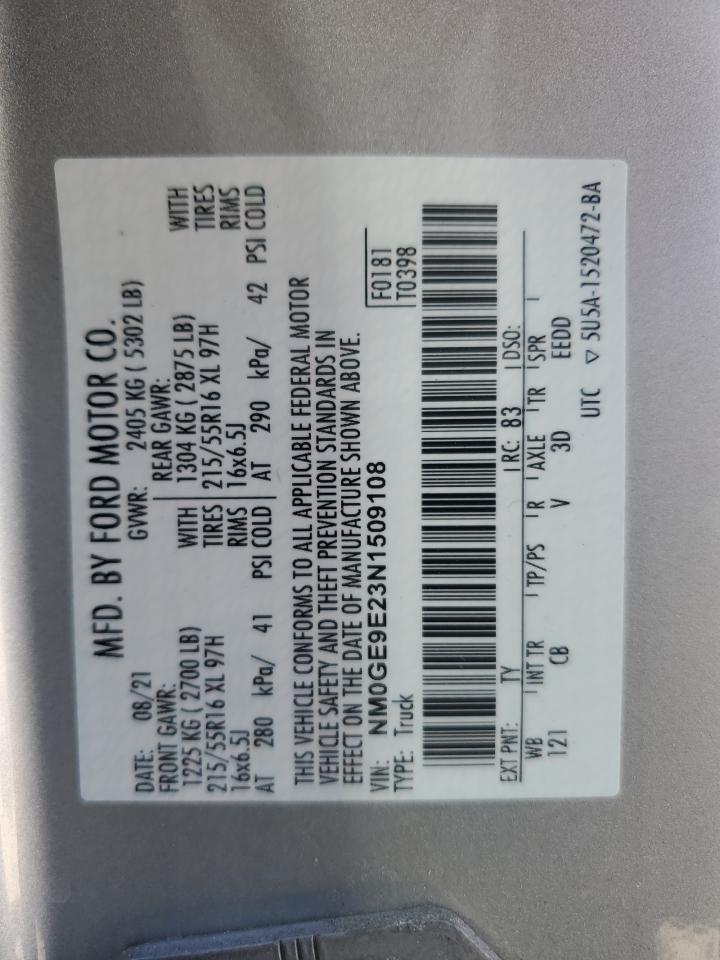 MFD. BY FORD MOTOR CO.
DATE: 08/21 GVWR: 2405 KG ( 5302 LB)
FRONT GAWR: REAR GAWR:
1225 KG ( 2700 LB) WITH 1304 KG ( 2875 LB) WITH
215/55R16 XL 97H TIRES 215/55R16 XL 97H TIRES
16x6.5J RIMS 16x6.5J RIMS
AT 280 kPa/ 41 PSI COLD AT 290 kPa/ 42 PSI COLD
THIS VEHICLE CONFORMS TO ALL APPLICABLE FEDERAL MOTOR
VEHICLE SAFETY AND THEFT PREVENTION STANDARDS IN
EFFECT ON THE DATE OF MANUFACTURE SHOWN ABOVE.
VIN: NM0GE9E23N1509108 F0181
TYPE: Truck T0398
EXT PNT: TY RC: 83 DSO:
WB INT TR TP/PS R AXLE TR SPR
121 CB V 3D EEDD
UTC ▽ 5U5A-1520472-BA